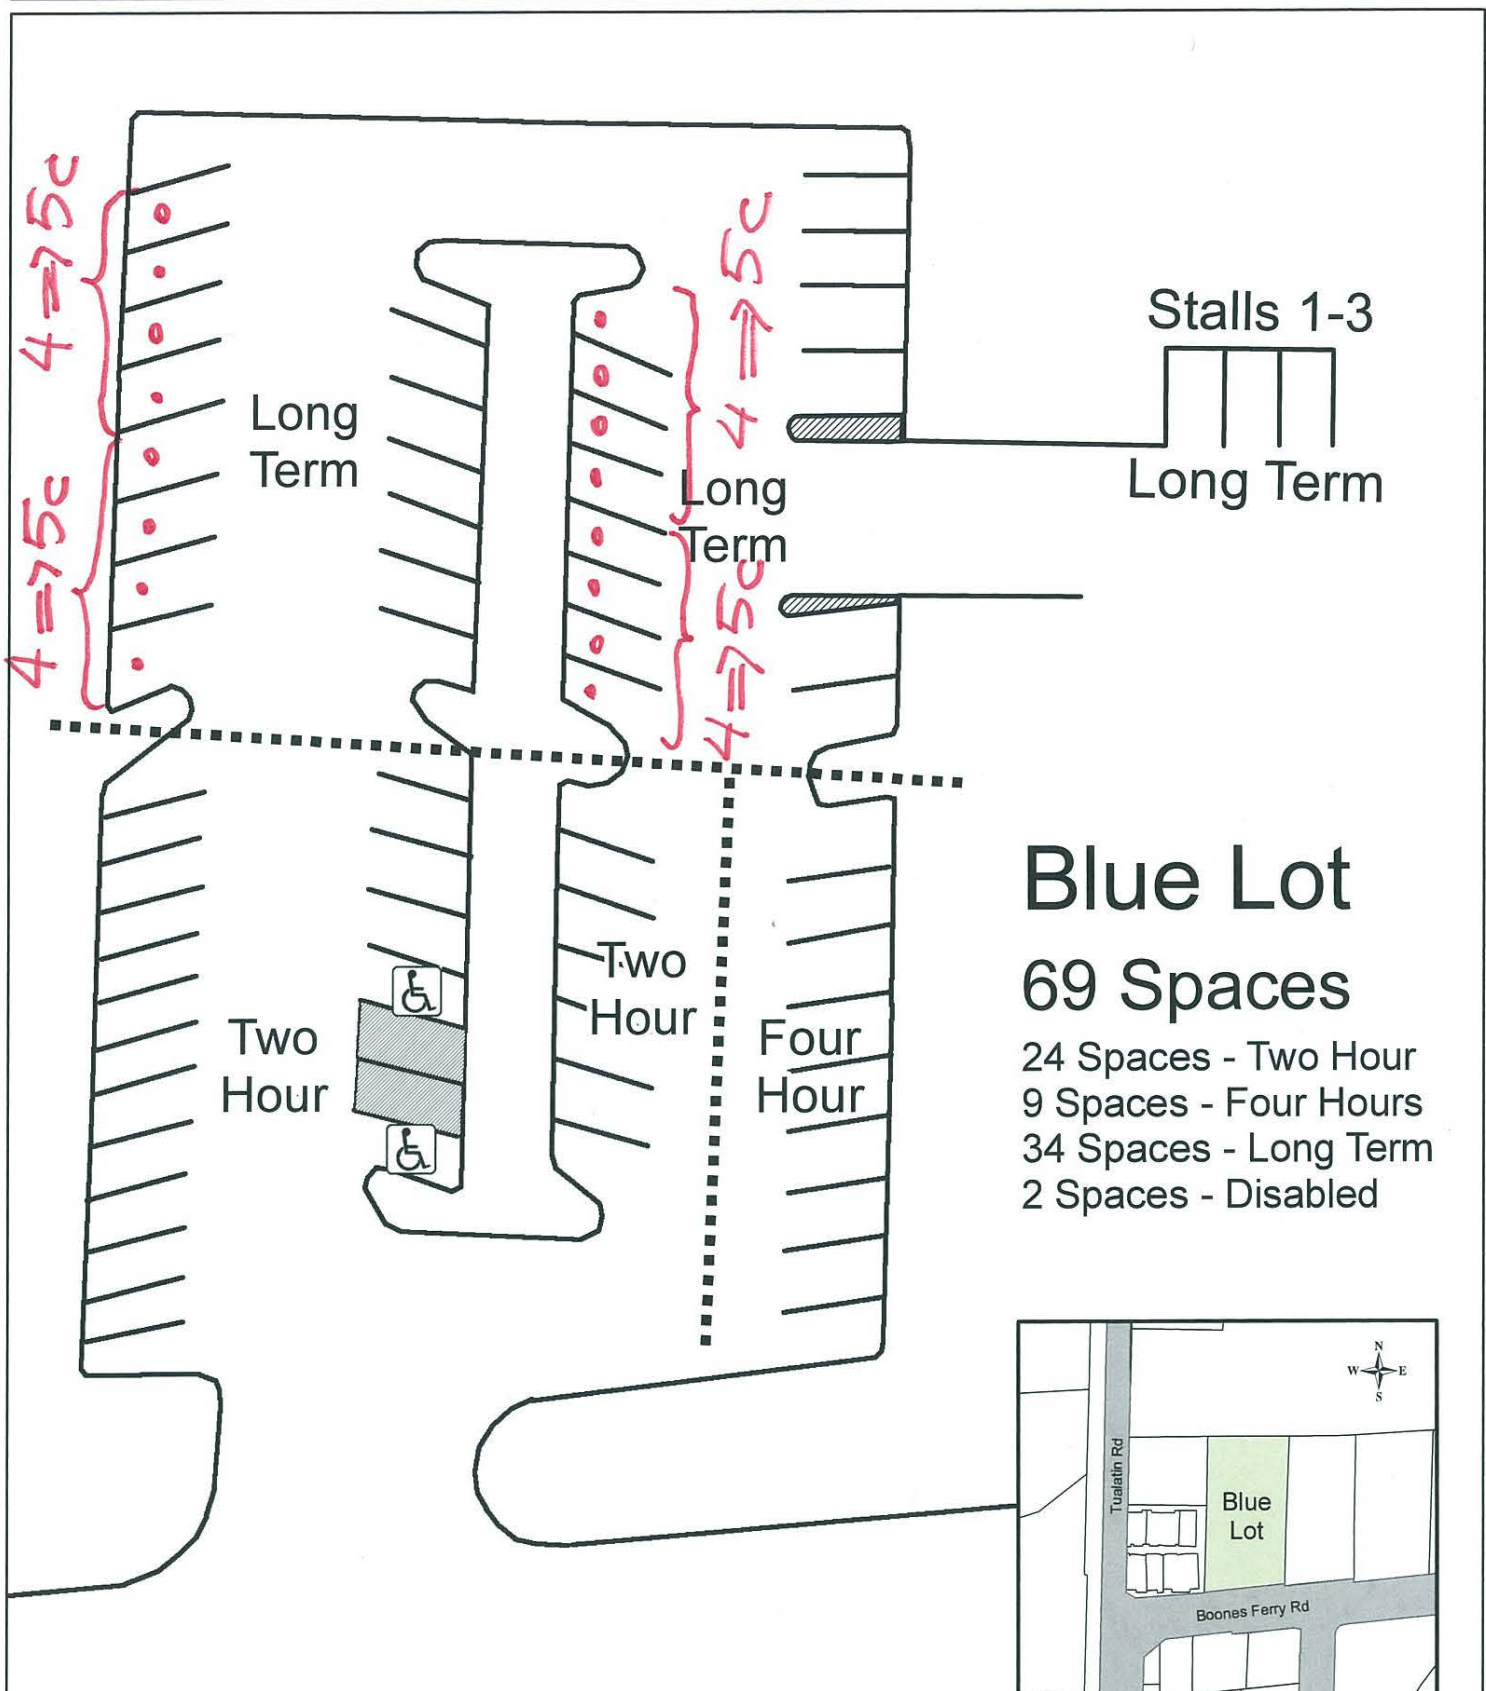 4 => 5c
4 => 5c
4 => 5c
4 => 5c
Long
Term
Long
Term
Stalls 1-3
Long Term
Two
Hour
Two
Hour
Four
Hour
Blue Lot
69 Spaces
24 Spaces - Two Hour
9 Spaces - Four Hours
34 Spaces - Long Term
2 Spaces - Disabled
N
W E
S
Tualatin Rd
Blue
Lot
Boones Ferry Rd